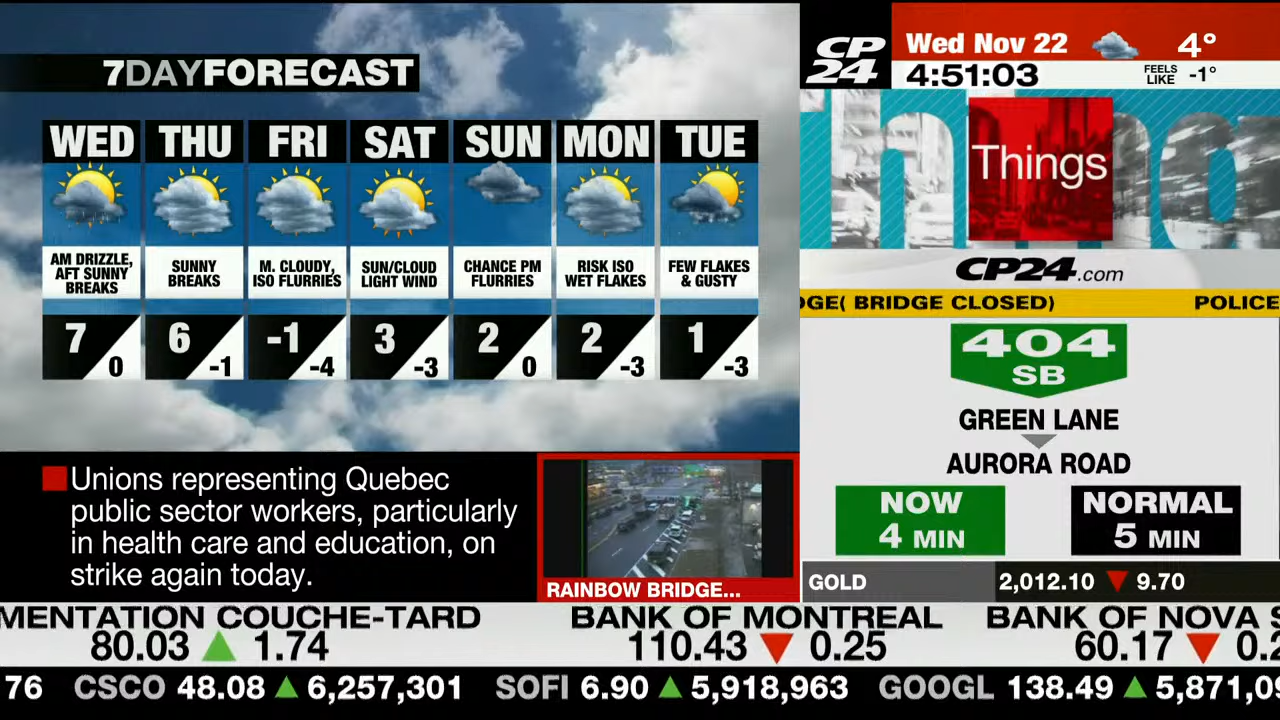 7DAYFORECAST
WED
THU
FRI
SAT
SUN
MON
TUE
AM DRIZZLE,
AFT SUNNY
BREAKS
SUNNY
BREAKS
M. CLOUDY,
ISO FLURRIES
SUN/CLOUD
LIGHT WIND
CHANCE PM
FLURRIES
RISK ISO
WET FLAKES
FEW FLAKES
& GUSTY
7 0
6 -1
-1 -4
3 -3
2 0
2 -3
1 -3
CP
24
Wed Nov 22
4°
4:51:03
FEELS
LIKE
-1°
Things
CP24.com
DGE( BRIDGE CLOSED) POLICE
404
SB
GREEN LANE
AURORA ROAD
NOW
4 MIN
NORMAL
5 MIN
GOLD 2,012.10 9.70
Unions representing Quebec
public sector workers, particularly
in health care and education, on
strike again today.
RAINBOW BRIDGE...
MENTATION COUCHE-TARD BANK OF MONTREAL BANK OF NOVA S
80.03 1.74 110.43 0.25 60.17 0.2
76 CSCO 48.08 6,257,301 SOFI 6.90 5,918,963 GOOGL 138.49 5,871,09